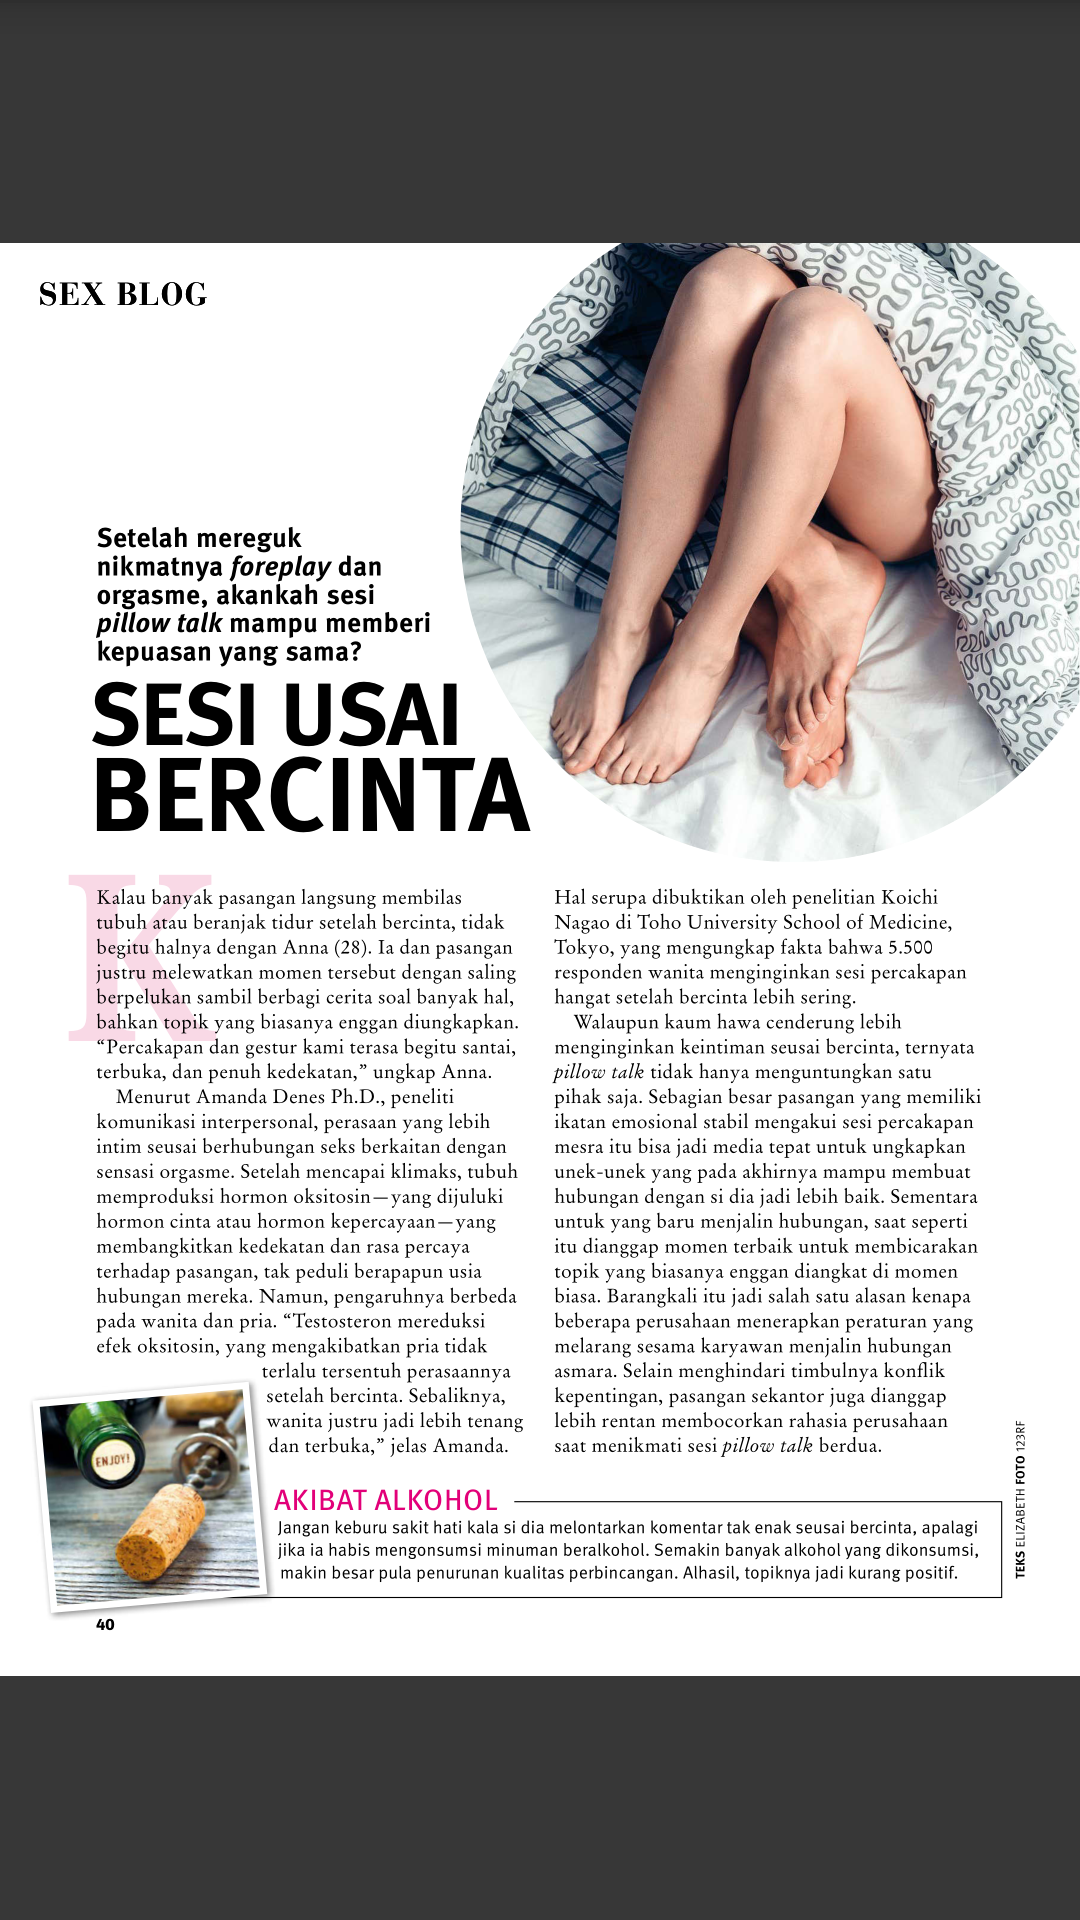 SEX BLOG
Setelah mereguk
nikmatnya foreplay dan
orgasme, akankah sesi
pillow talk mampu memberi
kepuasan yang sama?
SESI USAI
BERCINTA
K
Kalau banyak pasangan langsung membilas
tubuh atau beranjak tidur setelah bercinta, tidak
begitu halnya dengan Anna (28). Ia dan pasangan
justru melewatkan momen tersebut dengan saling
berpelukan sambil berbagi cerita soal banyak hal,
bahkan topik yang biasanya enggan diungkapkan.
“Percakapan dan gestur kami terasa begitu santai,
terbuka, dan penuh kedekatan,” ungkap Anna.
Menurut Amanda Denes Ph.D., peneliti
komunikasi interpersonal, perasaan yang lebih
intim seusai berhubungan seks berkaitan dengan
sensasi orgasme. Setelah mencapai klimaks, tubuh
memproduksi hormon oksitosin—yang dijuluki
hormon cinta atau hormon kepercayaan—yang
membangkitkan kedekatan dan rasa percaya
terhadap pasangan, tak peduli berapapun usia
hubungan mereka. Namun, pengaruhnya berbeda
pada wanita dan pria. “Testosteron mereduksi
efek oksitosin, yang mengakibatkan pria tidak
terlalu tersentuh perasaannya
setelah bercinta. Sebaliknya,
wanita justru jadi lebih tenang
dan terbuka,” jelas Amanda.
Hal serupa dibuktikan oleh penelitian Koichi
Nagao di Toho University School of Medicine,
Tokyo, yang mengungkap fakta bahwa 5.500
responden wanita menginginkan sesi percakapan
hangat setelah bercinta lebih sering.
Walaupun kaum hawa cenderung lebih
menginginkan keintiman seusai bercinta, ternyata
pillow talk tidak hanya menguntungkan satu
pihak saja. Sebagian besar pasangan yang memiliki
ikatan emosional stabil mengakui sesi percakapan
mesra itu bisa jadi media tepat untuk ungkapkan
unek-unek yang pada akhirnya mampu membuat
hubungan dengan si dia jadi lebih baik. Sementara
untuk yang baru menjalin hubungan, saat seperti
itu dianggap momen terbaik untuk membicarakan
topik yang biasanya enggan diangkat di momen
biasa. Barangkali itu jadi salah satu alasan kenapa
beberapa perusahaan menerapkan peraturan yang
melarang sesama karyawan menjalin hubungan
asmara. Selain menghindari timbulnya konflik
kepentingan, pasangan sekantor juga dianggap
lebih rentan membocorkan rahasia perusahaan
saat menikmati sesi pillow talk berdua.
ENJOY!
AKIBAT ALKOHOL
Jangan keburu sakit hati kala si dia melontarkan komentar tak enak seusai bercinta, apalagi
jika ia habis mengonsumsi minuman beralkohol. Semakin banyak alkohol yang dikonsumsi,
makin besar pula penurunan kualitas perbincangan. Alhasil, topiknya jadi kurang positif.
TEKS ELIZABETH FOTO 123RF
40